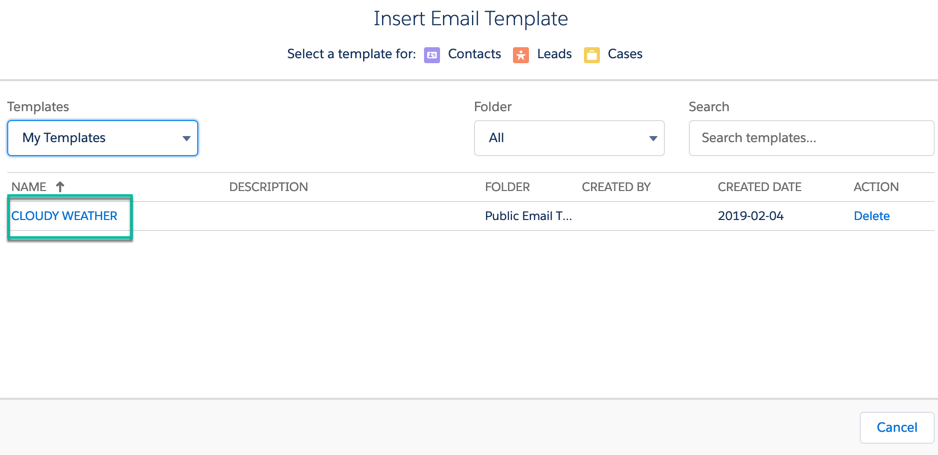 Insert Email Template
Select a template for: Contacts Leads Cases
Templates Folder Search
My Templates All Search templates...
NAME DESCRIPTION FOLDER CREATED BY CREATED DATE ACTION
CLOUDY WEATHER Public Email T... 2019-02-04 Delete
Cancel